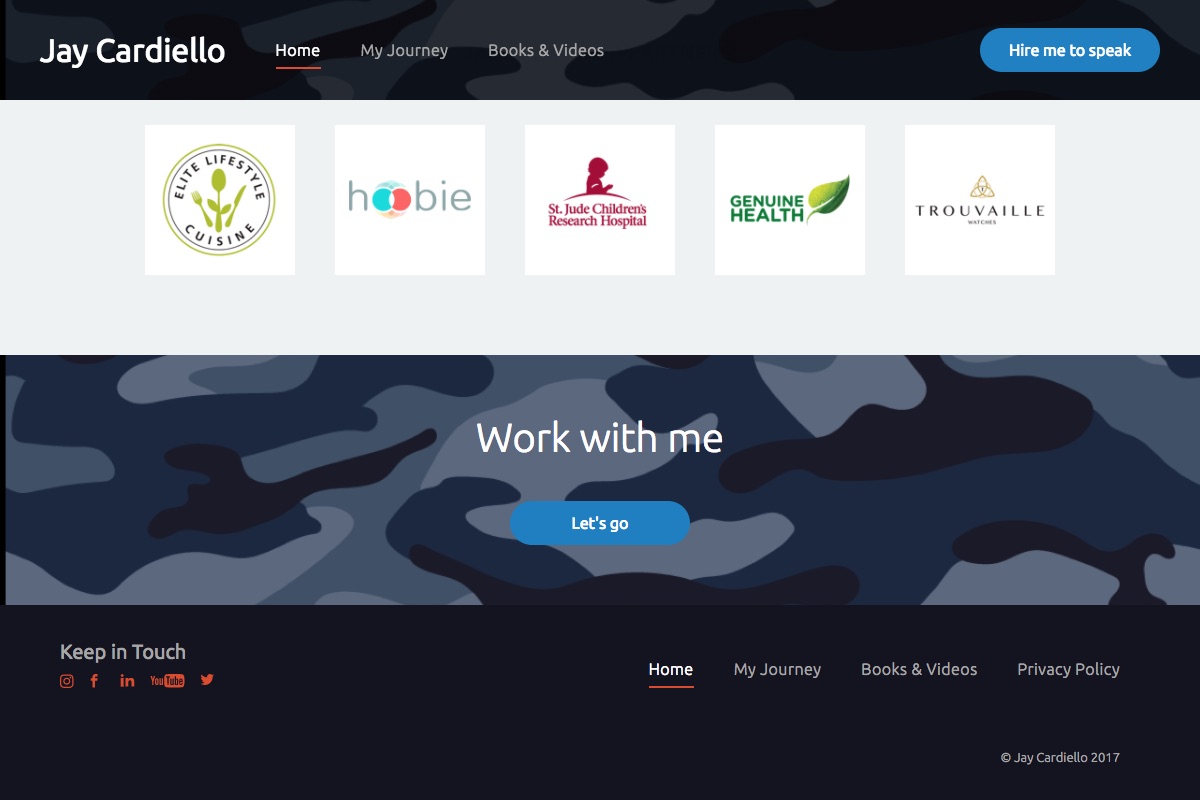 Jay Cardiello
Home
My Journey
Books & Videos
Hire me to speak
ELITE LIFESTYLE
CUISINE
hoobie
St. Jude Children's
Research Hospital
GENUINE
HEALTH
TROUVAILLE
WATCHES
Work with me
Let's go
Keep in Touch
You Tube
Home
My Journey
Books & Videos
Privacy Policy
© Jay Cardiello 2017